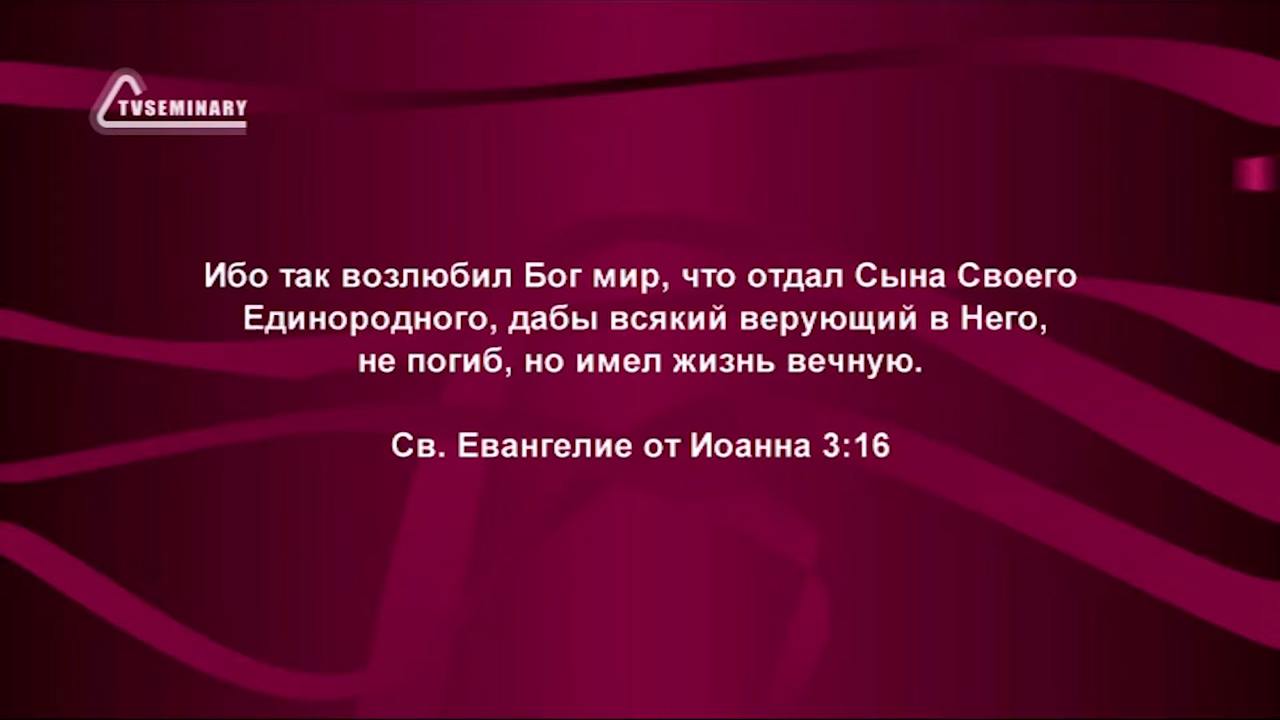 TVSEMINARY
Ибо так возлюбил Бог мир, что отдал Сына Своего
Единородного, дабы всякий верующий в Него,
не погиб, но имел жизнь вечную.
Св. Евангелие от Иоанна 3:16